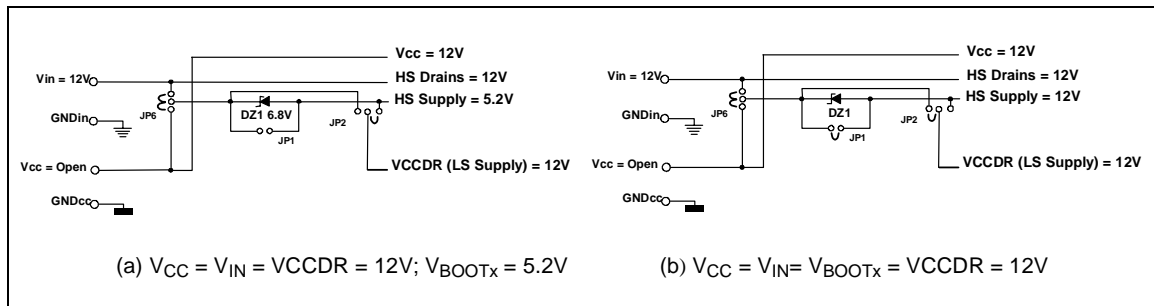 Vcc = 12V
Vin = 12V
HS Drains = 12V
HS Supply = 5.2V
DZ1 6.8V
JP6
JP2
GNDin
JP1
Vcc = Open
VCCDR (LS Supply) = 12V
GNDcc
(a) VCC = VIN = VCCDR = 12V; VBOOTx = 5.2V
Vcc = 12V
Vin = 12V
HS Drains = 12V
HS Supply = 12V
DZ1
JP6
JP2
GNDin
JP1
Vcc = Open
VCCDR (LS Supply) = 12V
GNDcc
(b) VCC = VIN= VBOOTx = VCCDR = 12V